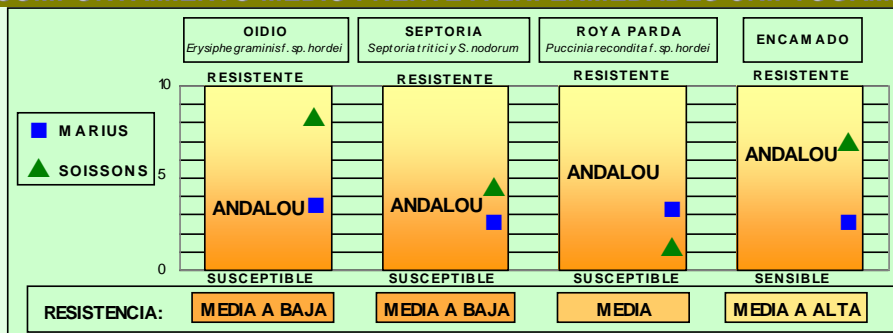 OIDIO
Erysiphe graminis f. sp. hordei
SEPTORIA
Septoria tritici y S. nodorum
ROYA PARDA
Puccinia recondita f. sp. hordei
ENCAMADO
RESISTENTE RESISTENTE RESISTENTE RESISTENTE
10
MARIUS
SOISSONS
5
0
ANDALOU ANDALOU ANDALOU ANDALOU
SUSCEPTIBLE SUSCEPTIBLE SUSCEPTIBLE SENSIBLE
RESISTENCIA: MEDIA A BAJA MEDIA A BAJA MEDIA MEDIA A ALTA